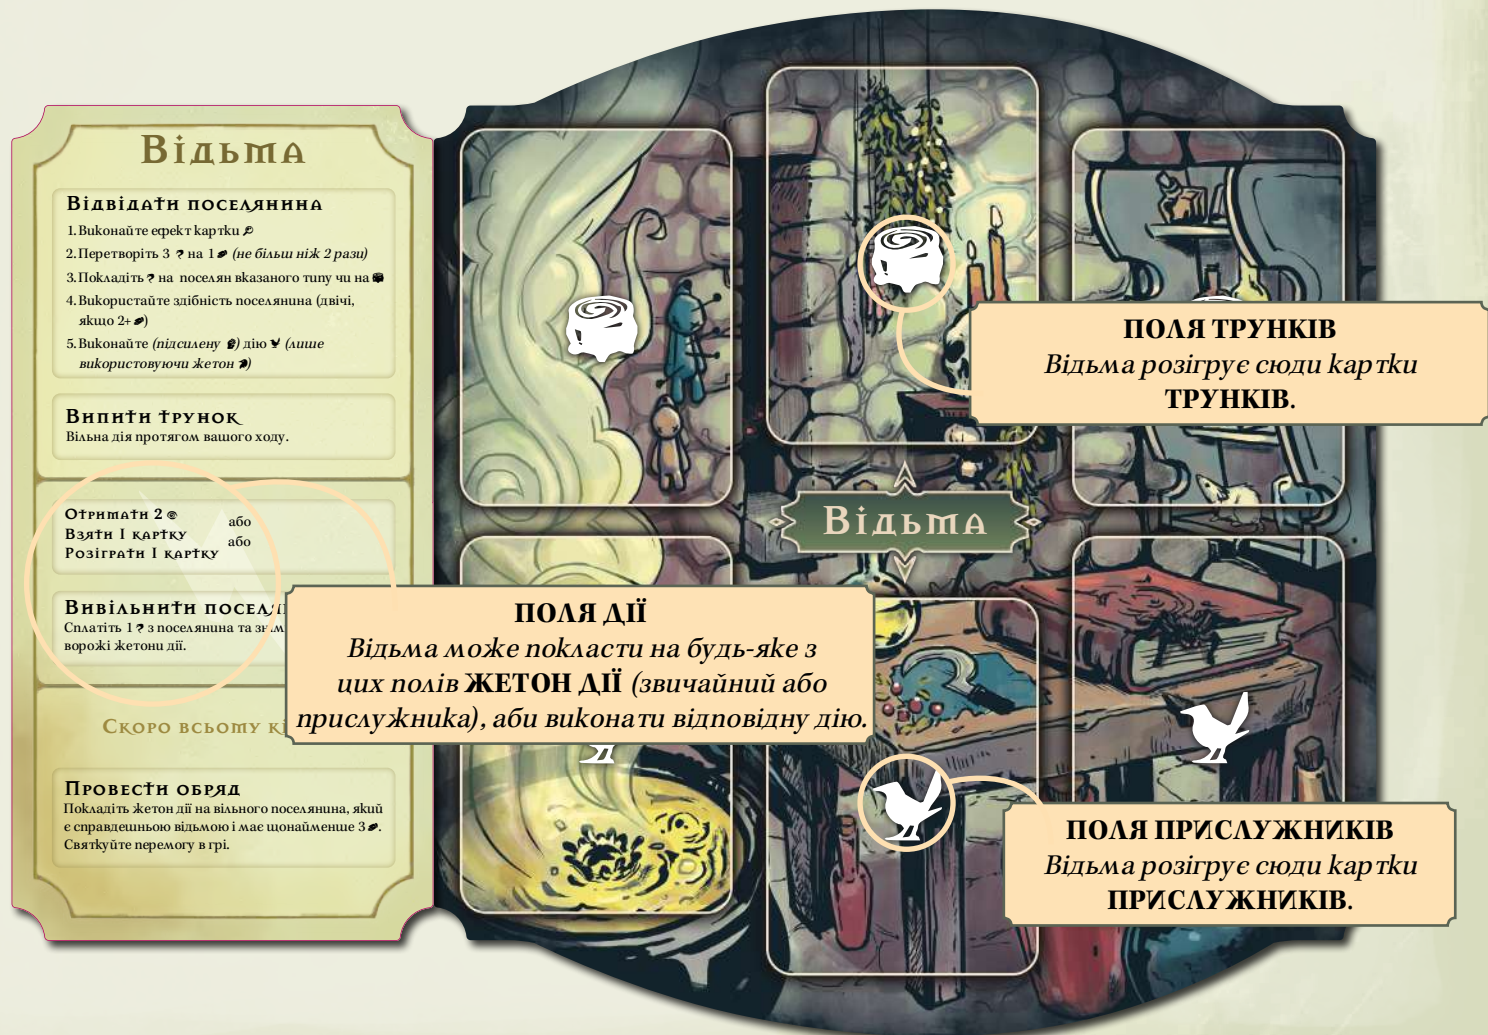 Відьма
Відвідати поселянина
1. Виконайте ефект картки
2. Перетворіть 3 ? на 1 (не більш ніж 2 рази)
3. Покладіть ? на поселян вказаного типу чи на
4. Використайте здібність поселянина (двічі,
якщо 2+ )
5. Виконайте (підсилену ) дію (лише
використовуючи жетон )
Випити трунок
Вільна дія протягом вашого ходу.
Отримати 2 або
Взяти 1 картку або
Розіграти 1 картку
Вивільнити
Сплатіть 1 ? з поселянина та
ворожі жетони дії.
Скоро всьому
Провести обряд
Покладіть жетон дії на вільного поселянина, який
є справдешньою відьмою і має щонайменше 3 .
Святкуйте перемогу в грі.
ПОЛЯ ТРУНКІВ
Відьма розігрує сюди картки
ТРУНКІВ.
Відьма
ПОЛЯ ДІЇ
Відьма може покласти на будь-яке з
цих полів ЖЕТОН ДІЇ (звичайний або
прислужника), аби виконати відповідну дію.
ПОЛЯ ПРИСЛУЖНИКІВ
Відьма розігрує сюди картки
ПРИСЛУЖНИКІВ.